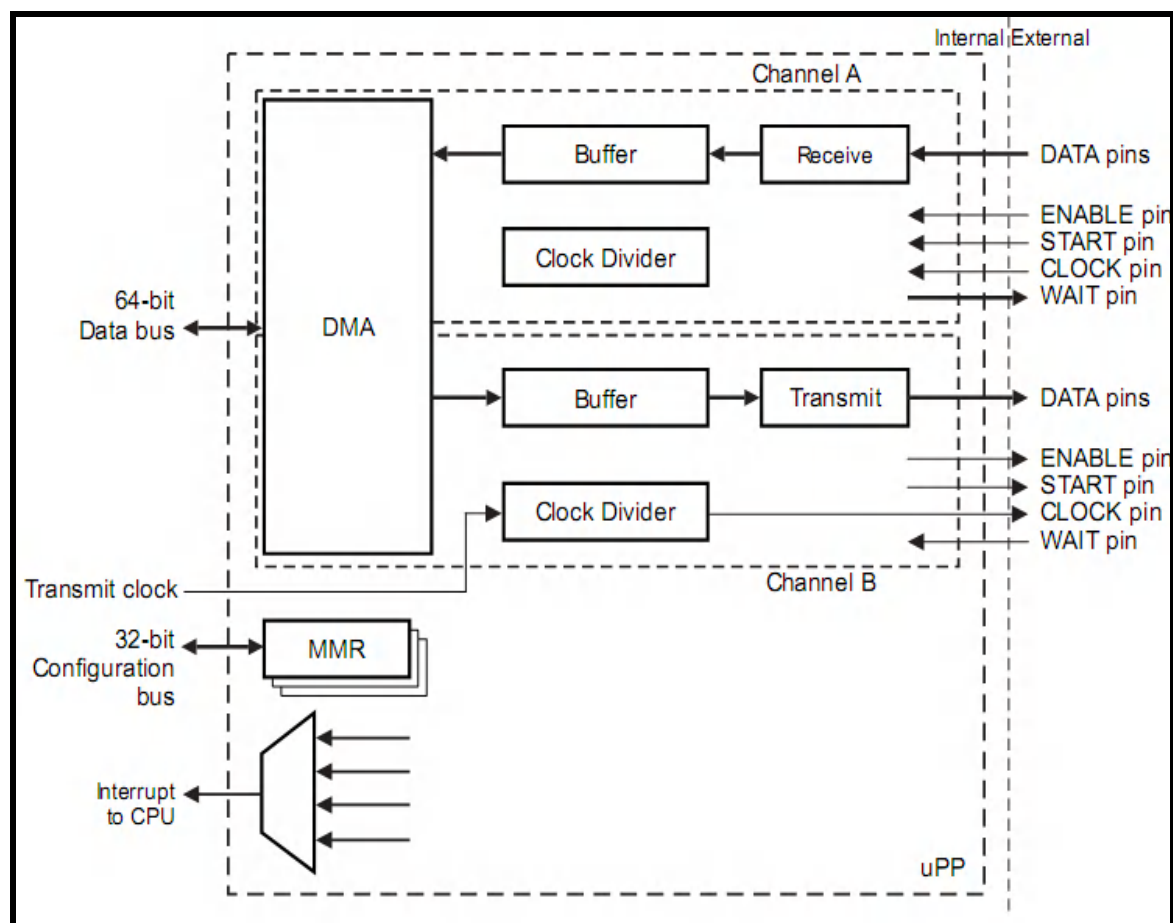 Internal External
Channel A
Buffer
Receive
DATA pins
ENABLE pin
START pin
Clock Divider
CLOCK pin
WAIT pin
64-bit
Data bus
DMA
Buffer
Transmit
DATA pins
ENABLE pin
START pin
Clock Divider
CLOCK pin
WAIT pin
Channel B
Transmit clock
32-bit
Configuration
bus
MMR
Interrupt
to CPU
uPP